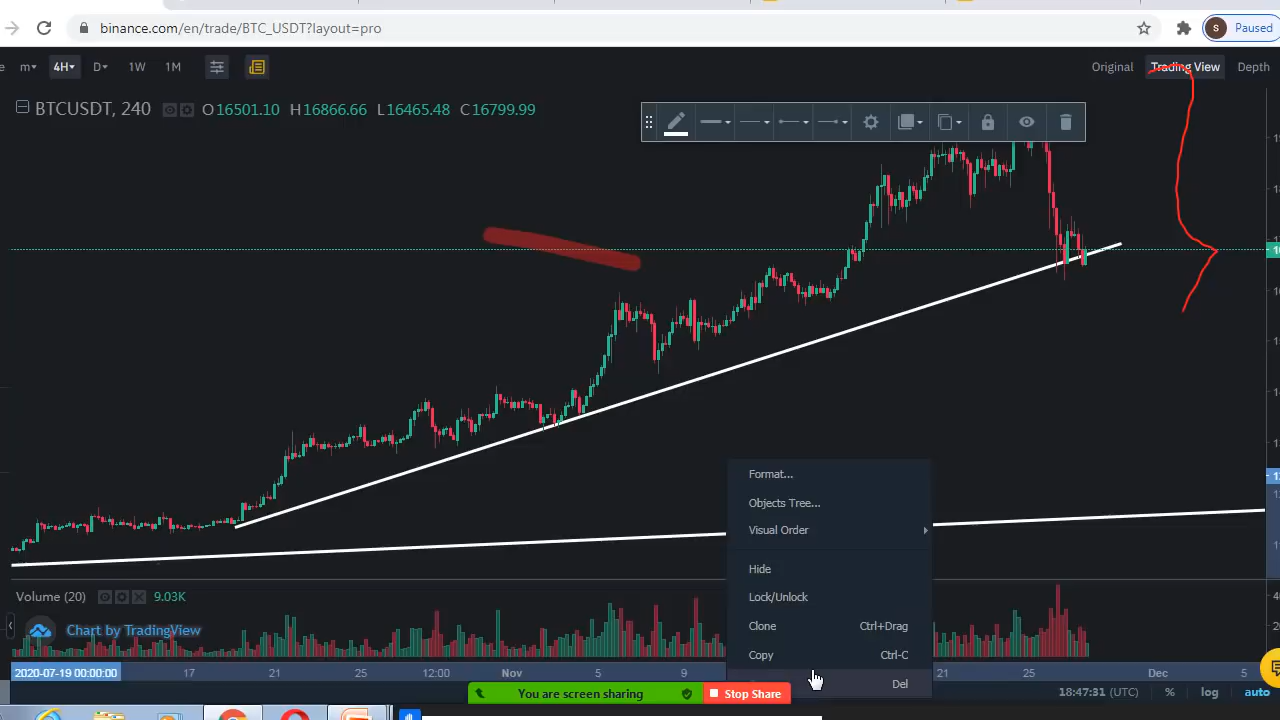 binance.com/en/trade/BTC_USDT?layout=pro
S Paused
m 4H D 1W 1M Original Trading View Depth
BTCUSDT, 240 O16501.10 H16866.66 L16465.48 C16799.99
Format...
Objects Tree...
Visual Order
Hide
Lock/Unlock
Clone Ctrl+Drag
Copy Ctrl-C
Del
Volume (20) 9.03K
Chart by TradingView
2020-07-19 00:00:00 17 21 25 12:00 Nov 5 9 21 25 Dec 5
You are screen sharing Stop Share
18:47:31 (UTC) % log auto